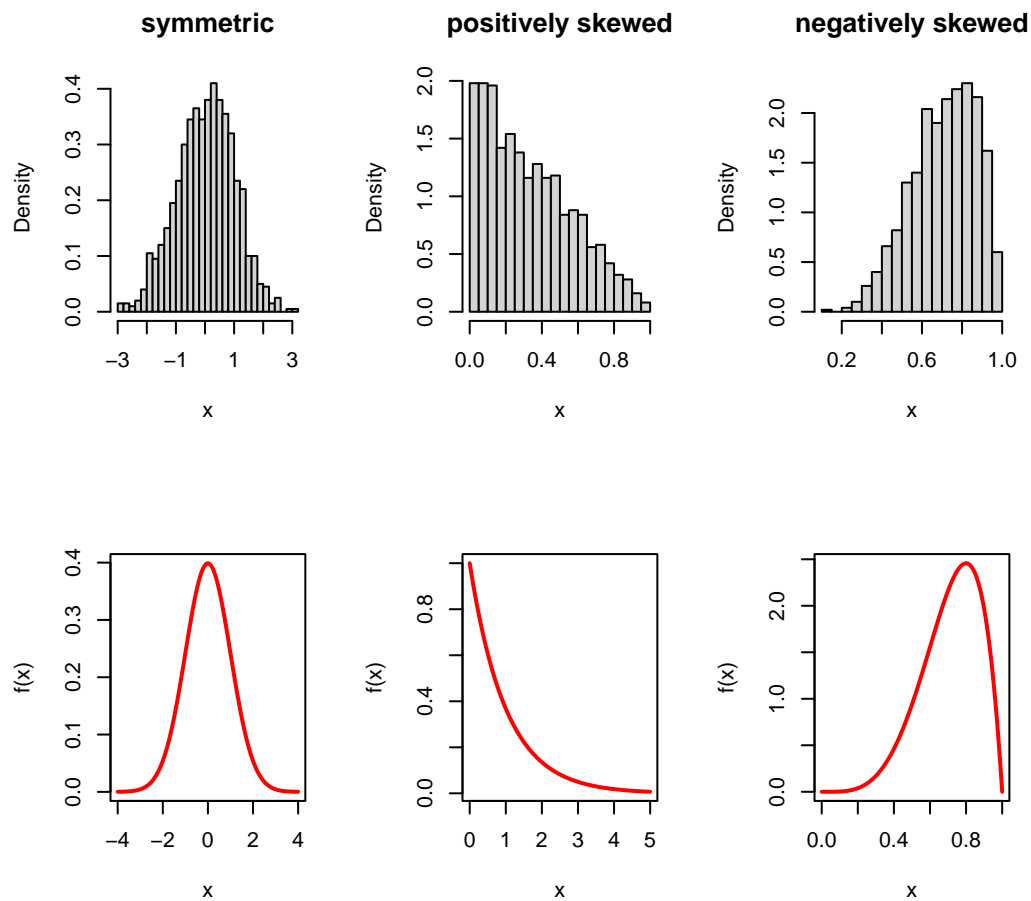 symmetric
positively skewed
negatively skewed
Density
0.0 0.1 0.2 0.3 0.4
−3 −1 1 3
x
Density
0.0 0.5 1.0 1.5 2.0
0.0 0.4 0.8
x
Density
0.0 0.5 1.0 1.5 2.0
0.2 0.6 1.0
x
f(x)
0.0 0.1 0.2 0.3 0.4
−4 −2 0 2 4
x
f(x)
0.0 0.4 0.8
0 1 2 3 4 5
x
f(x)
0.0 1.0 2.0
0.0 0.4 0.8
x